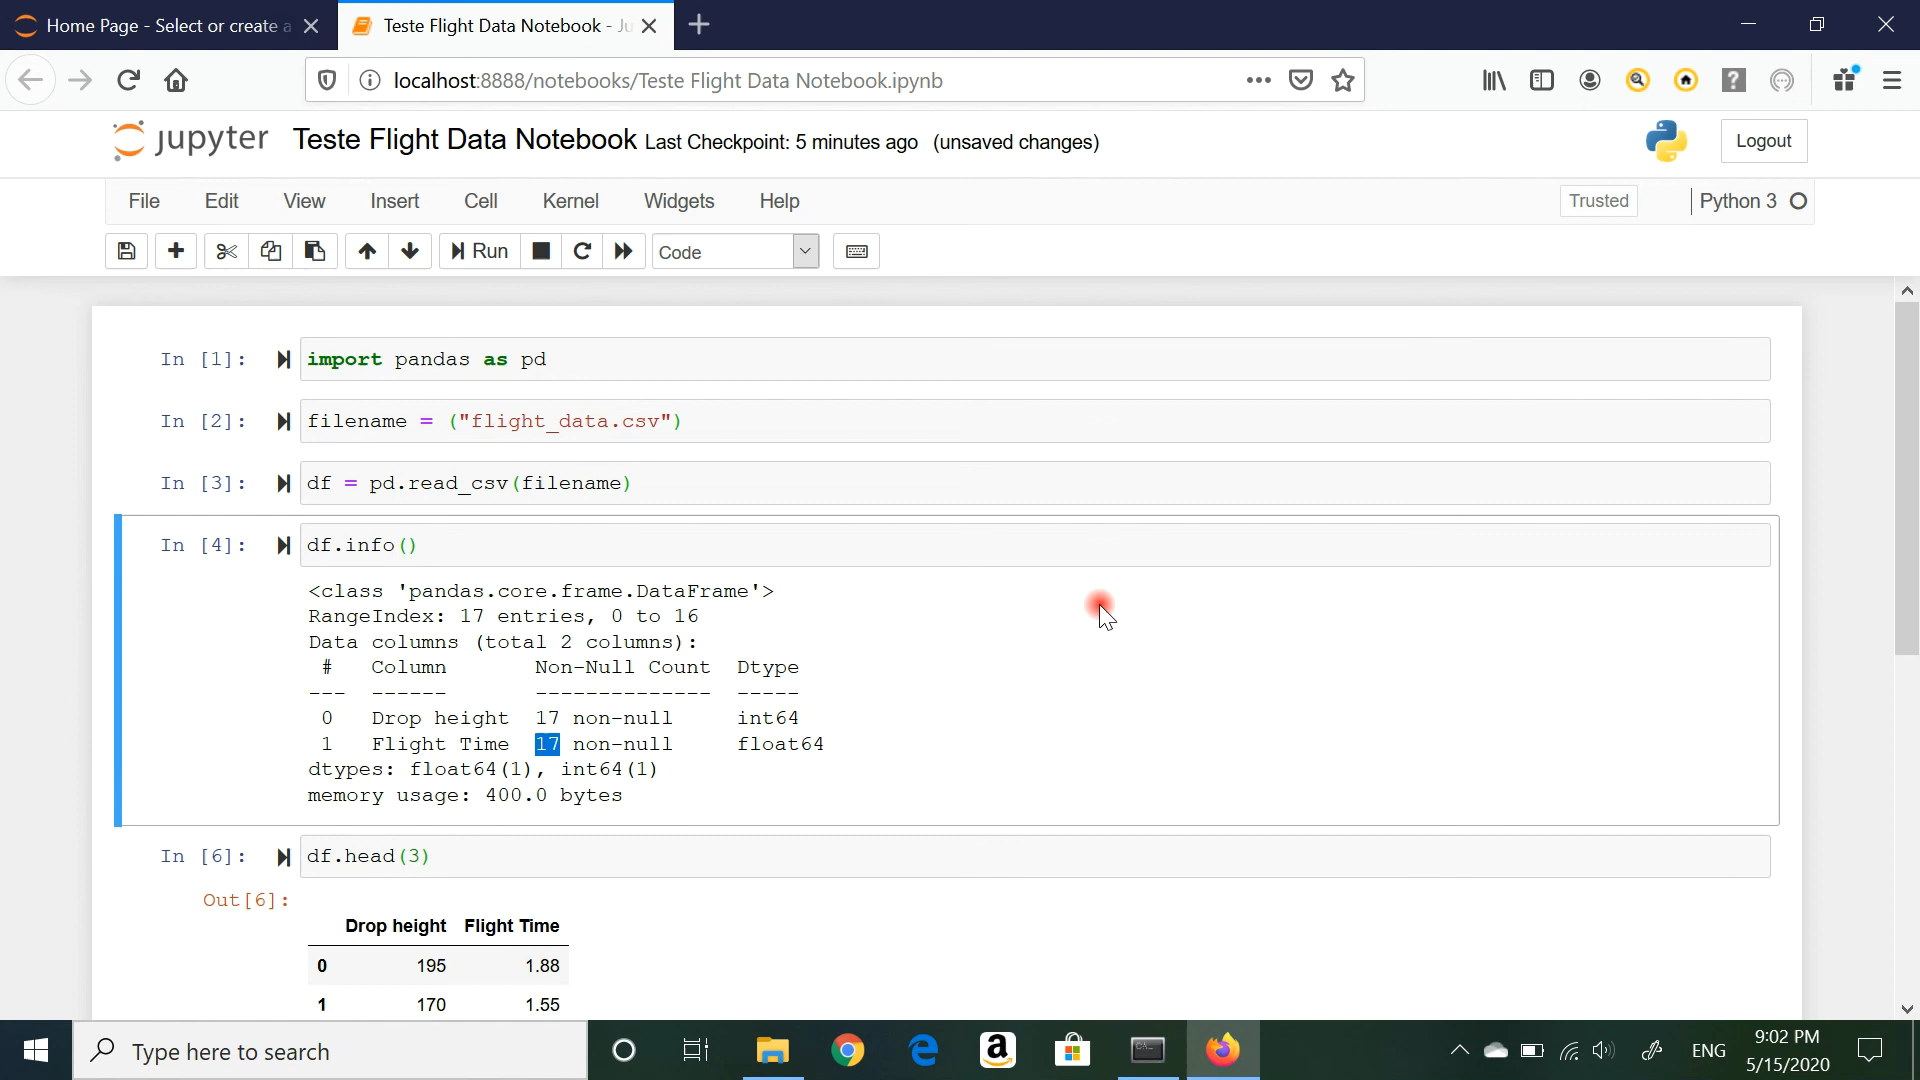 Home Page - Select or create a
Teste Flight Data Notebook - Ju
localhost:8888/notebooks/Teste Flight Data Notebook.ipynb
jupyter Teste Flight Data Notebook Last Checkpoint: 5 minutes ago (unsaved changes)
Logout
File Edit View Insert Cell Kernel Widgets Help
Trusted
Python 3
Run
Code
In [1]: import pandas as pd
In [2]: filename = ("flight_data.csv")
In [3]: df = pd.read_csv(filename)
In [4]: df.info()
<class 'pandas.core.frame.DataFrame'>
RangeIndex: 17 entries, 0 to 16
Data columns (total 2 columns):
# Column Non-Null Count Dtype
--- ------ -------------- -----
0 Drop height 17 non-null int64
1 Flight Time 17 non-null float64
dtypes: float64(1), int64(1)
memory usage: 400.0 bytes
In [6]: df.head(3)
Out[6]:
Drop height Flight Time
0 195 1.88
1 170 1.55
Type here to search
ENG
9:02 PM
5/15/2020